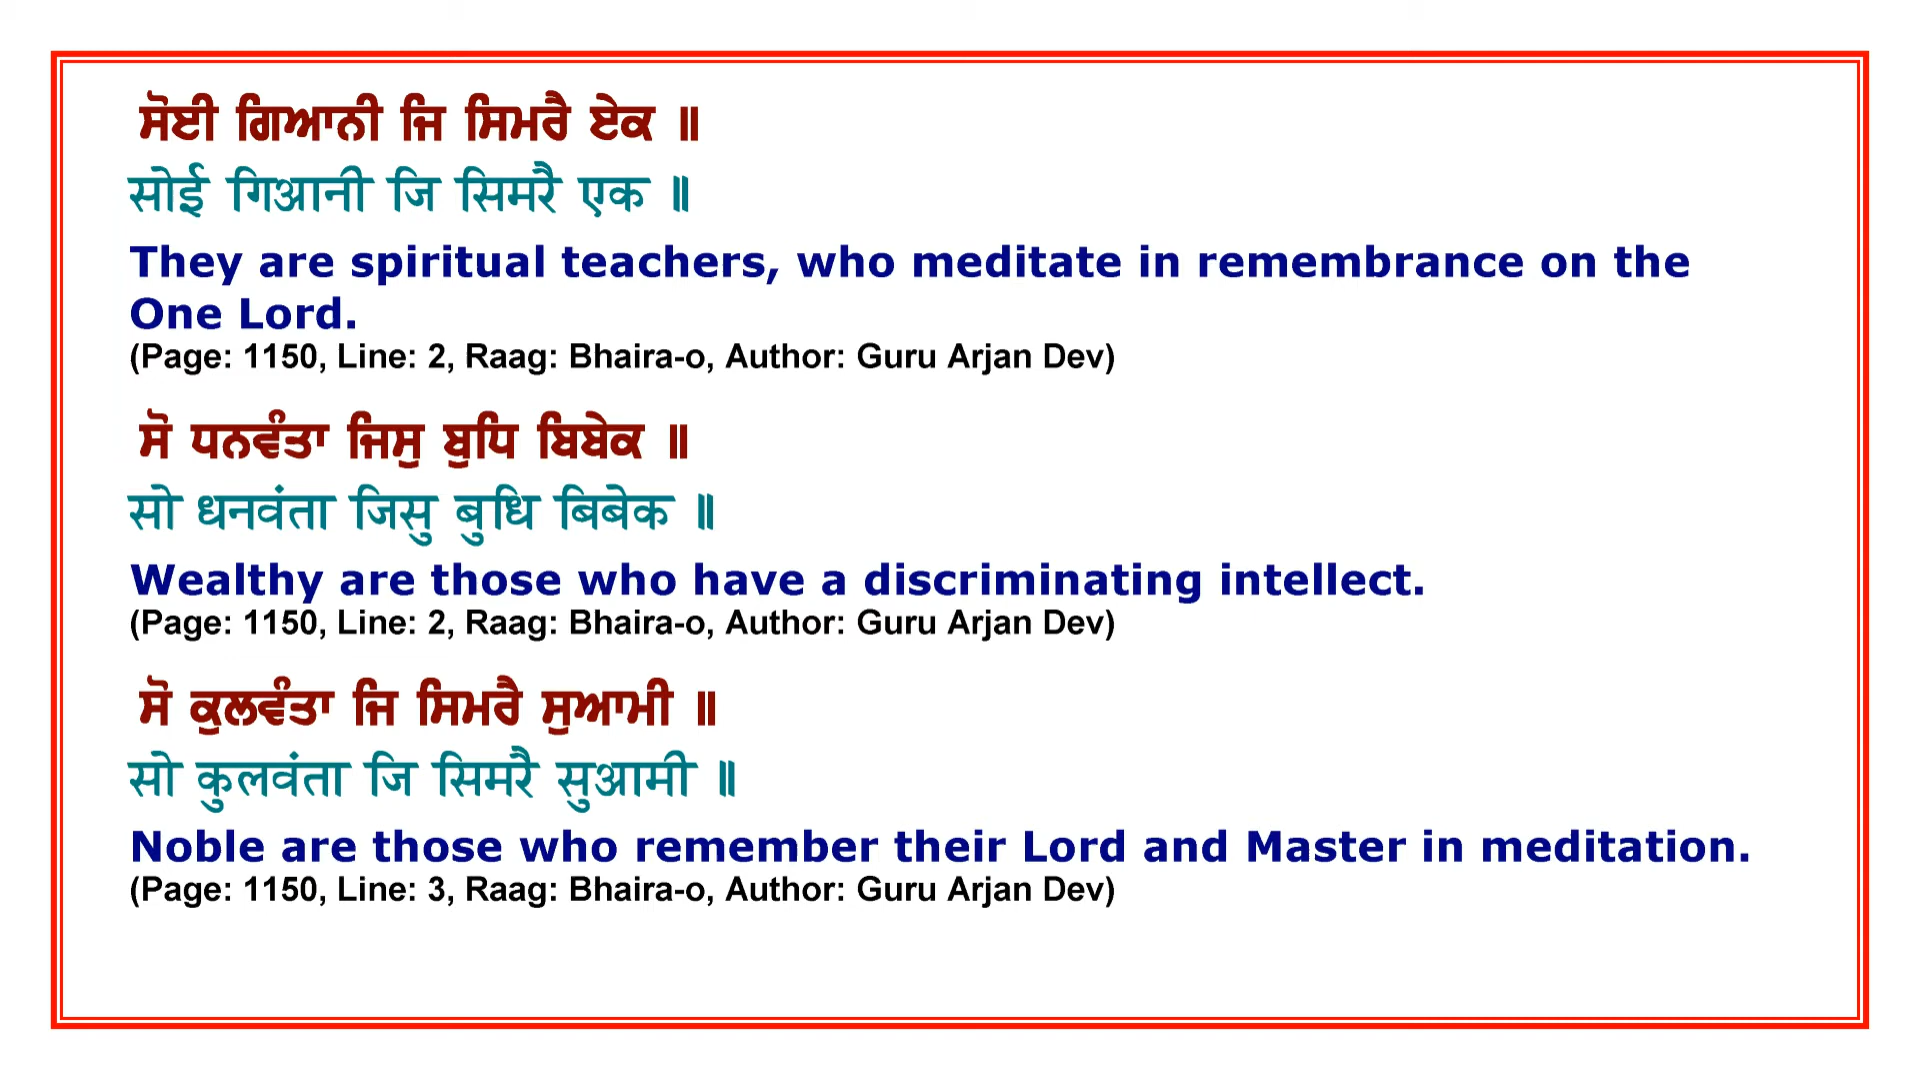 ਸੋਈ ਗਿਆਨੀ ਜਿ ਸਿਮਰੈ ਏਕ ॥
सोई गिआनी जि सिमरै एक ॥
They are spiritual teachers, who meditate in remembrance on the
One Lord.
(Page: 1150, Line: 2, Raag: Bhaira-o, Author: Guru Arjan Dev)
ਸੋ ਧਨਵੰਤਾ ਜਿਸੁ ਬੁਧਿ ਬਿਬੇਕ ॥
सो धनवंता जिसु बुधि बिबेक ॥
Wealthy are those who have a discriminating intellect.
(Page: 1150, Line: 2, Raag: Bhaira-o, Author: Guru Arjan Dev)
ਸੋ ਕੁਲਵੰਤਾ ਜਿ ਸਿਮਰੈ ਸੁਆਮੀ ॥
सो कुलवंता जि सिमरै सुआमी ॥
Noble are those who remember their Lord and Master in meditation.
(Page: 1150, Line: 3, Raag: Bhaira-o, Author: Guru Arjan Dev)